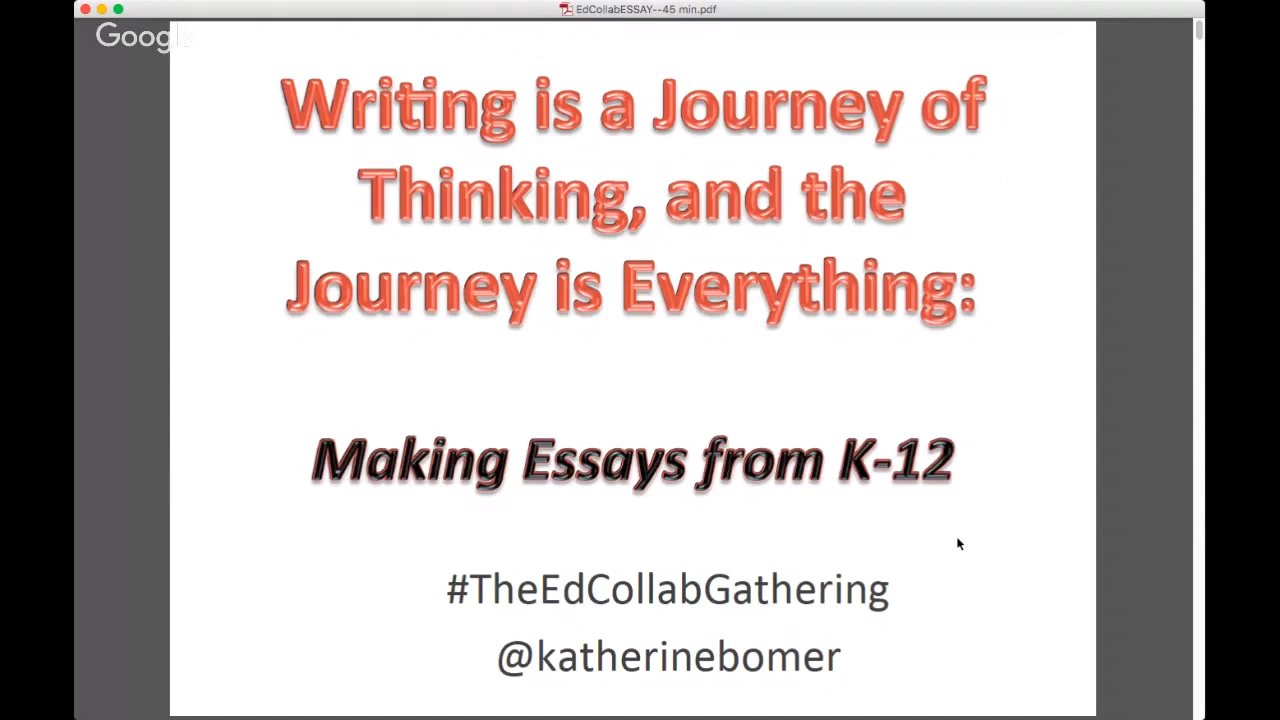 EdCollabESSAY--45 min.pdf
Google
Writing is a Journey of
Thinking, and the
Journey is Everything:
Making Essays from K-12
#TheEdCollabGathering
@katherinebomer